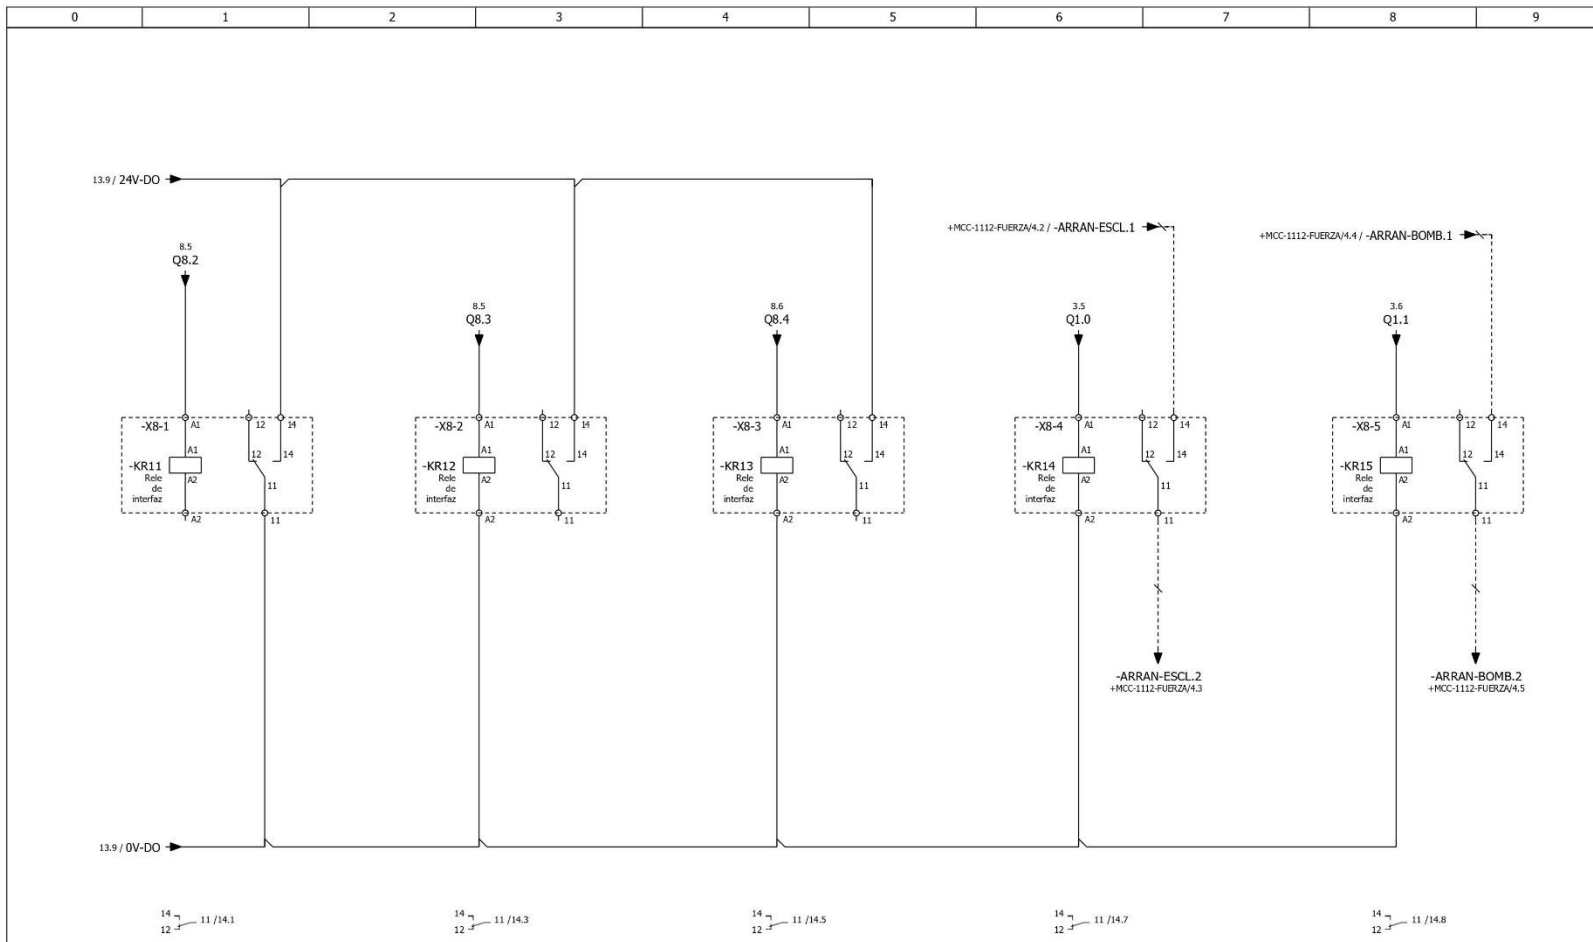 0 1 2 3 4 5 6 7 8 9
13.9 / 24V-DO
+MCC-1112-FUERZA/4.2 / -ARRAN-ESCL.1
+MCC-1112-FUERZA/4.4 / -ARRAN-BOMB.1
8.5
Q8.2
8.5
Q8.3
8.6
Q8.4
3.5
Q1.0
3.6
Q1.1
-X8-1 A1 12 14
A1 12 14
-KR11
A2
Rele
de
interfaz
11
A2 11
-X8-2 A1 12 14
A1 12 14
-KR12
A2
Rele
de
interfaz
11
A2 11
-X8-3 A1 12 14
A1 12 14
-KR13
A2
Rele
de
interfaz
11
A2 11
-X8-4 A1 12 14
A1 12 14
-KR14
A2
Rele
de
interfaz
11
A2 11
-X8-5 A1 12 14
A1 12 14
-KR15
A2
Rele
de
interfaz
11
A2 11
-ARRAN-ESCL.2
+MCC-1112-FUERZA/4.3
-ARRAN-BOMB.2
+MCC-1112-FUERZA/4.5
13.9 / 0V-DO
14
12 11 /14.1
14
12 11 /14.3
14
12 11 /14.5
14
12 11 /14.7
14
12 11 /14.8